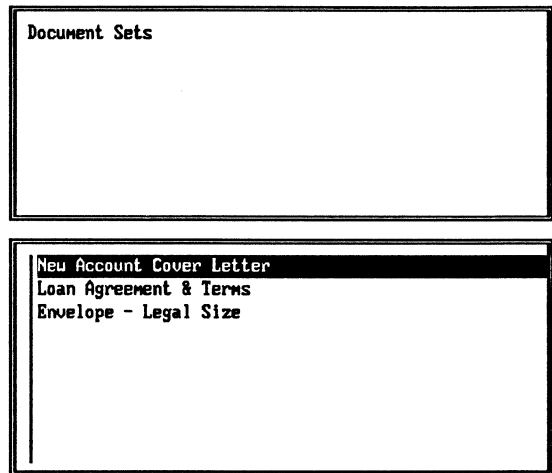 Document Sets
New Account Cover Letter
Loan Agreement & Terms
Envelope - Legal Size